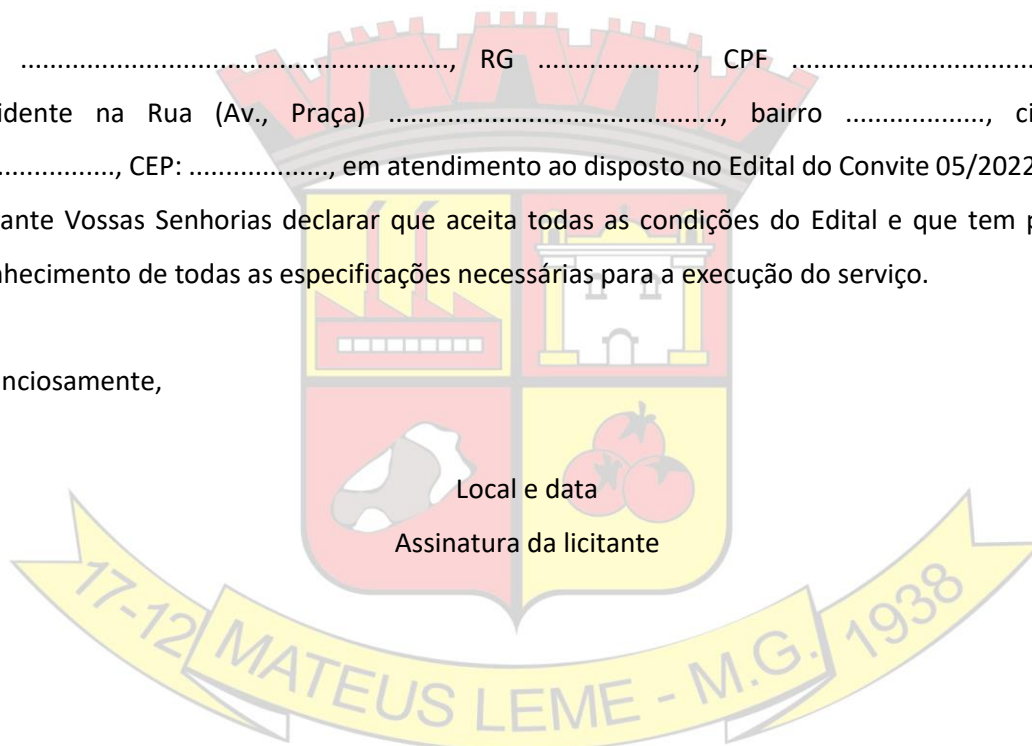 ......................................................, RG ....................., CPF .................................
idente na Rua (Av., Praça) ............................................., bairro ..................., ci
................, CEP: ..................., em atendimento ao disposto no Edital do Convite 05/2022
ante Vossas Senhorias declarar que aceita todas as condições do Edital e que tem p
hecimento de todas as especificações necessárias para a execução do serviço.
nciosamente,
Local e data
Assinatura da licitante
17-12 MATEUS LEME - M.G. 1938